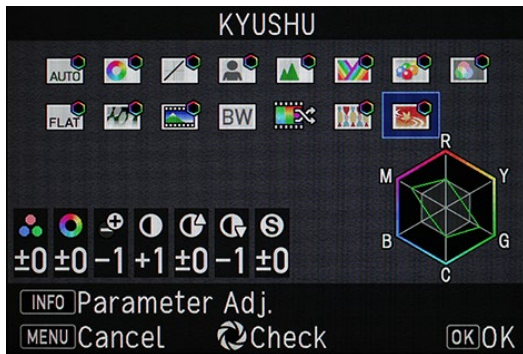 KYUSHU
AUTO
FLAT BW
R
M Y
B G
C
±0 ±0 −1 +1 ±0 −1 ±0
INFO Parameter Adj.
MENU Cancel Check OK OK